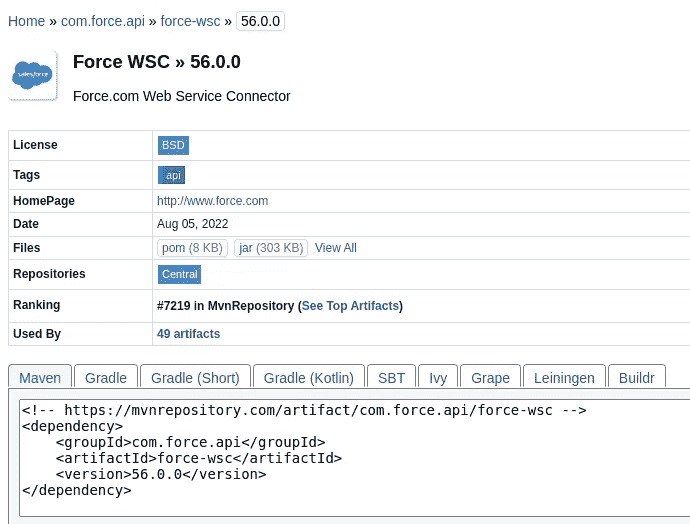 Home » com.force.api » force-wsc » 56.0.0
salesforce
Force WSC » 56.0.0
Force.com Web Service Connector
License BSD
Tags api
HomePage http://www.force.com
Date Aug 05, 2022
Files pom (8 KB) jar (303 KB) View All
Repositories Central
Ranking #7219 in MvnRepository (See Top Artifacts)
Used By 49 artifacts
Maven Gradle Gradle (Short) Gradle (Kotlin) SBT Ivy Grape Leiningen Buildr
<!-- https://mvnrepository.com/artifact/com.force.api/force-wsc -->
<dependency>
    <groupId>com.force.api</groupId>
    <artifactId>force-wsc</artifactId>
    <version>56.0.0</version>
</dependency>